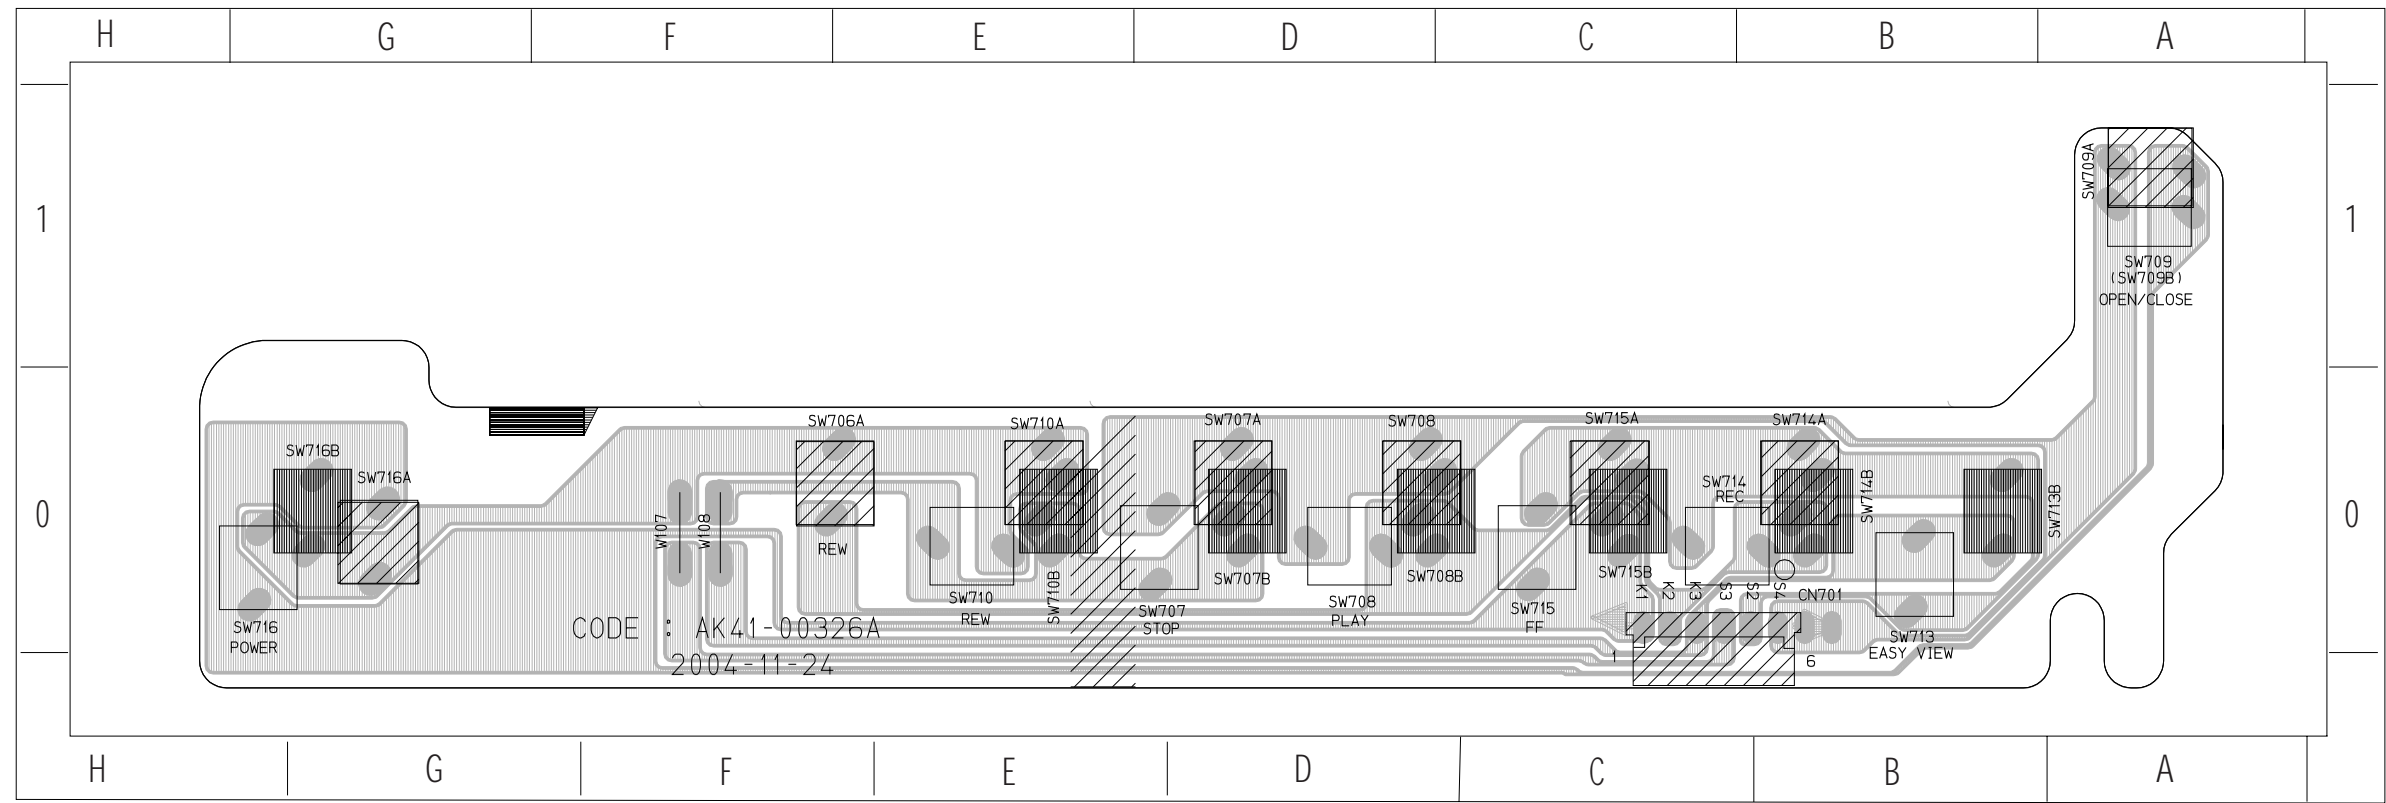 H G F E D C B A
1 1
0 0
SW709A
SW709
(SW709B)
OPEN/CLOSE
SW716B
SW716A
SW716
POWER
W107
W108
SW706A
REW
SW710A
SW710
REW
SW710B
SW707A
SW707B
SW707
STOP
SW708
SW708B
SW708
PLAY
SW715A
SW715B
SW715
FF
SW714A
SW714
REC
SW714B
SW713B
SW713
EASY VIEW
K1 K2 K3 S3 S2 S4
CN701
1 6
CODE : AK41-00326A
2004-11-24
H G F E D C B A